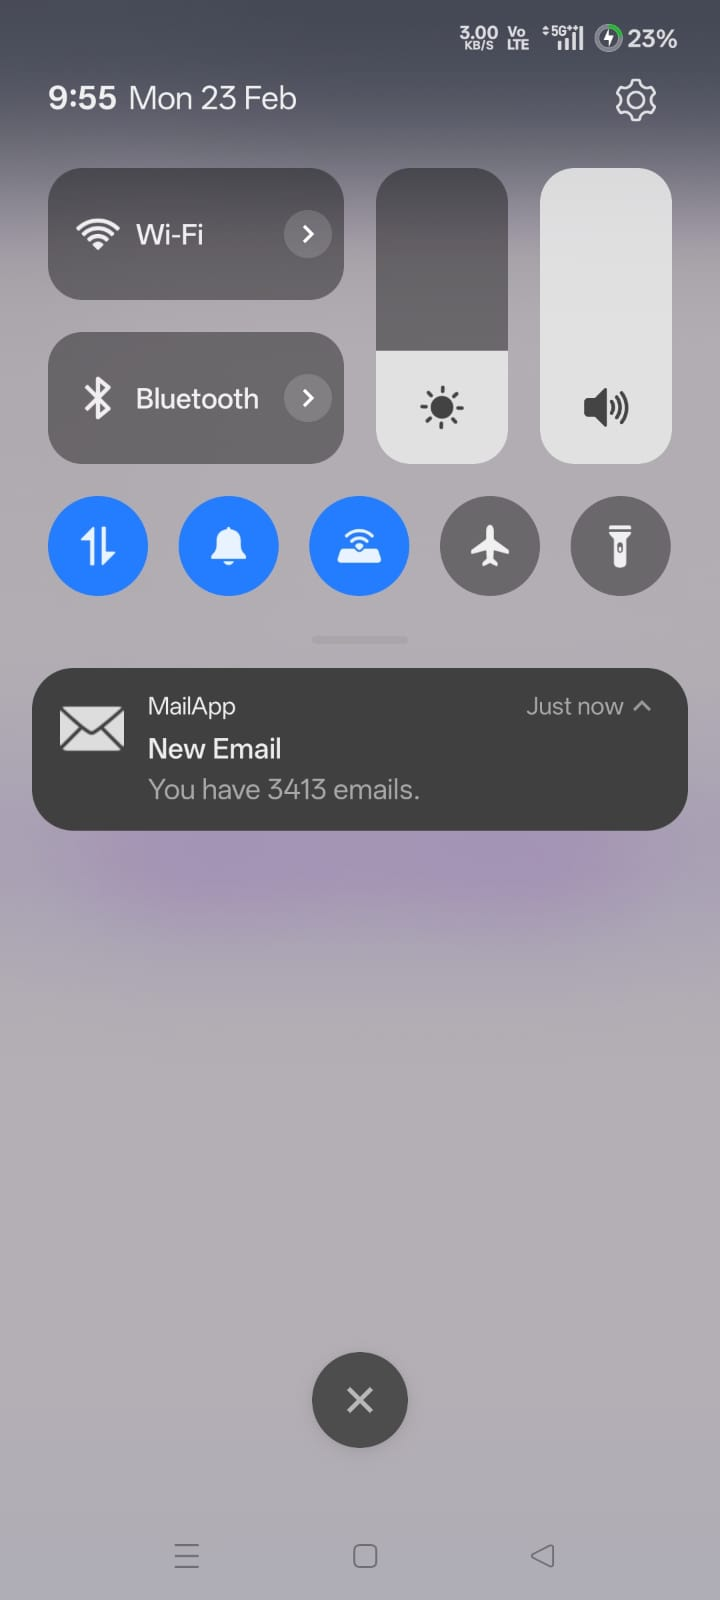 3.00 KB/S Vo LTE 5G++ 23%
9:55 Mon 23 Feb
Wi-Fi
Bluetooth
MailApp Just now
New Email
You have 3413 emails.